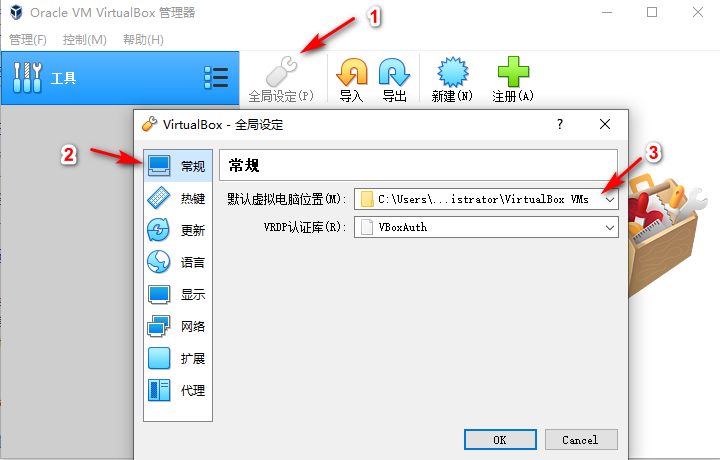 Oracle VM VirtualBox 管理器
1
管理(F) 控制(M) 帮助(H)
工具
全局设定(P) 导入 导出 新建(N) 注册(A)
VirtualBox - 全局设定 ?
2
常规 常规
3
热键 默认虚拟电脑位置(M): C:\Users\...istrator\VirtualBox VMs
更新 VRDP认证库(R): VBoxAuth
语言
显示
网络
扩展
代理
OK Cancel